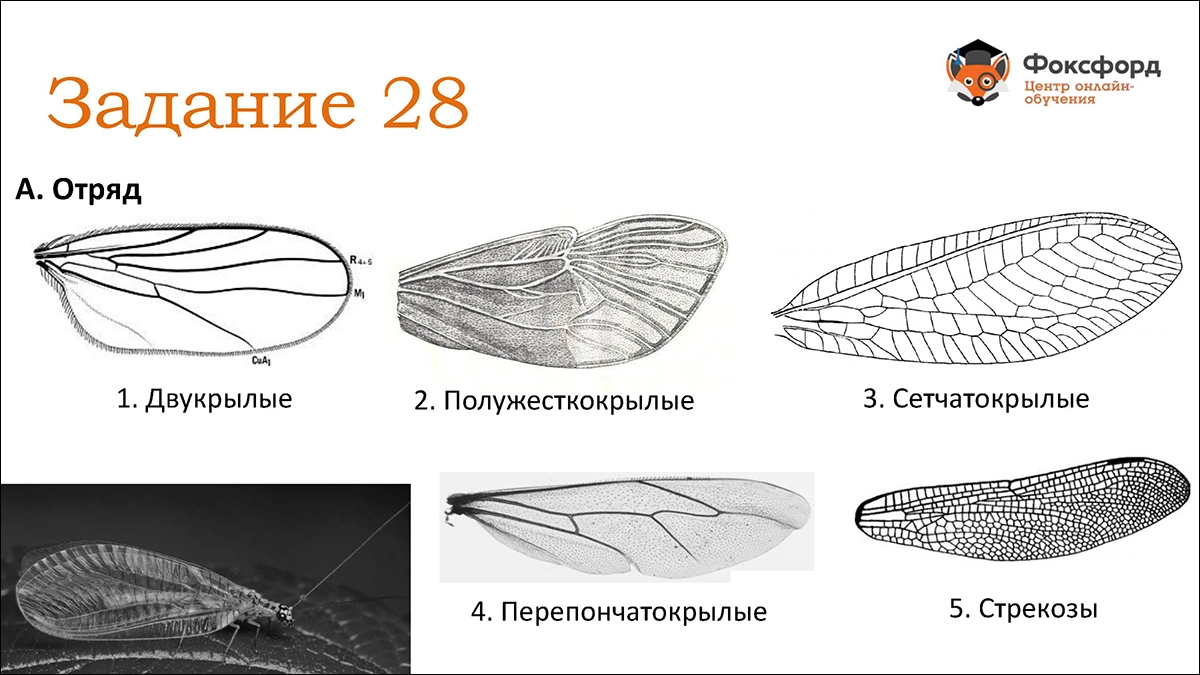 Задание 28
Фоксфорд
Центр онлайн-
обучения
А. Отряд
R4+5
M1
CuA1
1. Двукрылые
2. Полужесткокрылые
3. Сетчатокрылые
4. Перепончатокрылые
5. Стрекозы